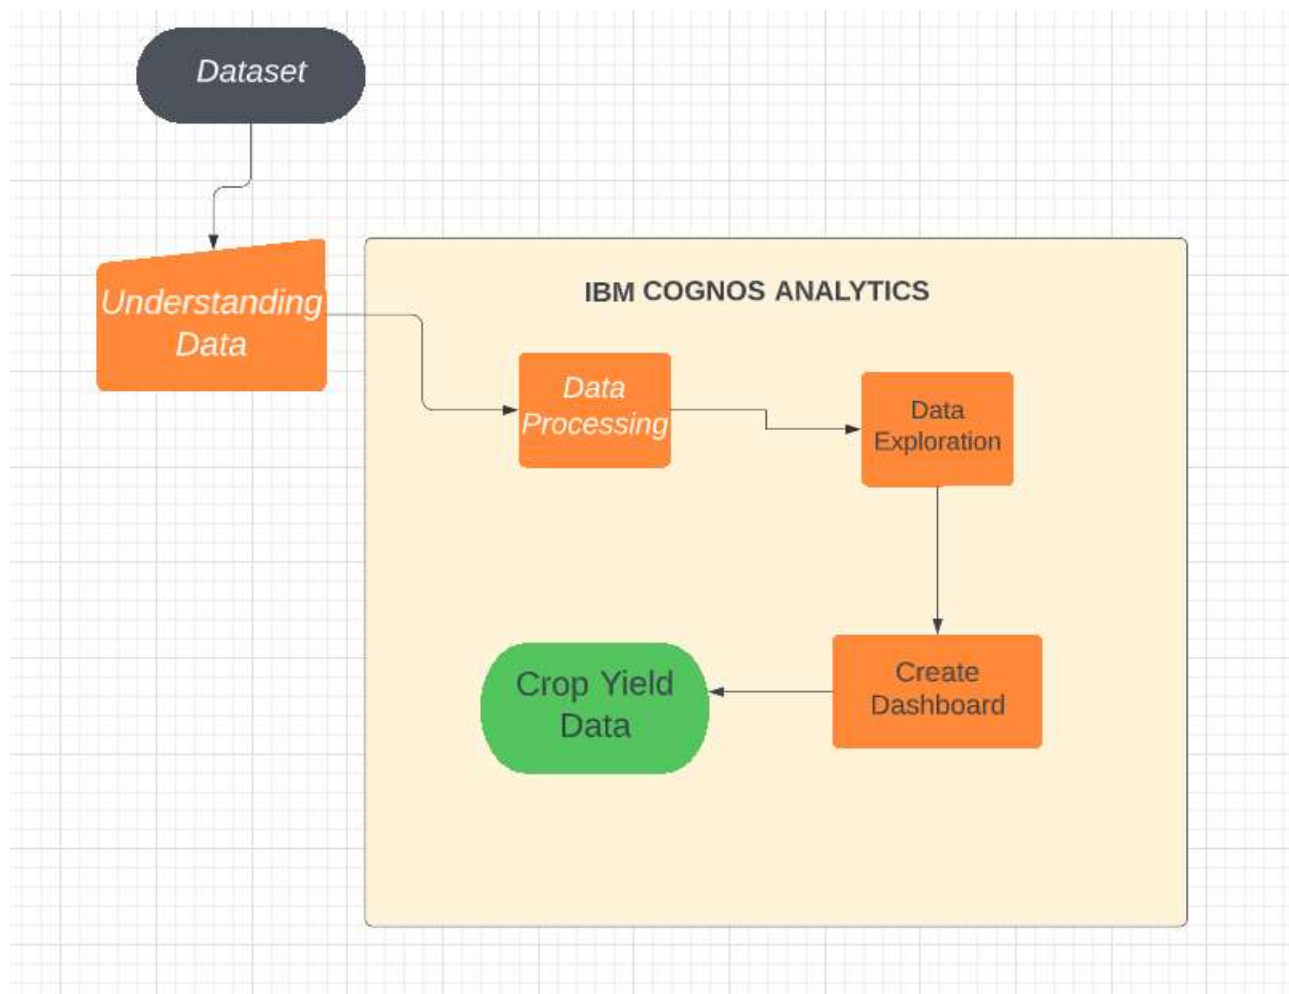 Dataset
Understanding
Data
IBM COGNOS ANALYTICS
Data
Processing
Data
Exploration
Create
Dashboard
Crop Yield
Data